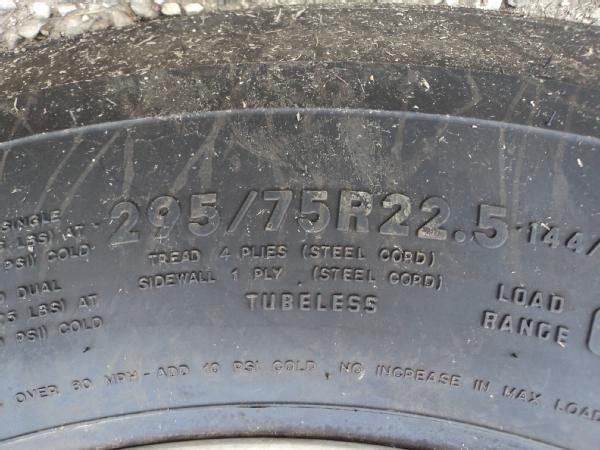 295/75R22.5 144/
SINGLE
LBS) AT
PSI) COLD
TREAD 4 PLIES (STEEL CORD)
SIDEWALL 1 PLY (STEEL CORD)
TUBELESS
DUAL
LBS) AT
PSI) COLD
LOAD
RANGE
OVER 60 MPH - ADD 10 PSI COLD. NO INCREASE IN MAX LOAD